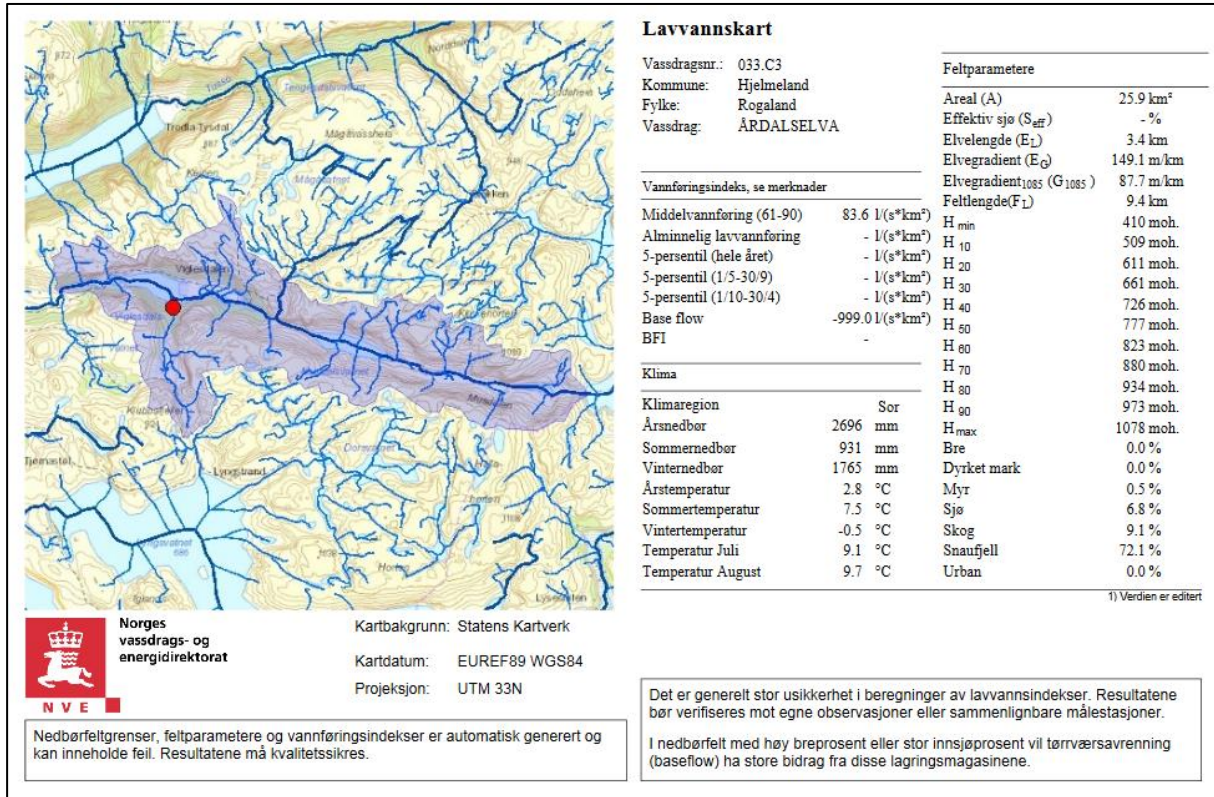 Lavvannskart
Vassdragsnr.: 033.C3
Kommune: Hjelmeland
Fylke: Rogaland
Vassdrag: ÅRDALSELVA
Vannføringsindeks, se merknader
Middelvannføring (61-90) 83.6 l/(s*km²)
Alminnelig lavvannføring - l/(s*km²)
5-persentil (hele året) - l/(s*km²)
5-persentil (1/5-30/9) - l/(s*km²)
5-persentil (1/10-30/4) - l/(s*km²)
Base flow -999.0 l/(s*km²)
BFI -
Klima
Klimaregion Sor
Årsnedbør 2696 mm
Sommernedbør 931 mm
Vinternedbør 1765 mm
Årstemperatur 2.8 °C
Sommertemperatur 7.5 °C
Vintertemperatur -0.5 °C
Temperatur Juli 9.1 °C
Temperatur August 9.7 °C
Feltparametere
Areal (A) 25.9 km²
Effektiv sjø (Seff) - %
Elvelengde (EL) 3.4 km
Elvegradient (EG) 149.1 m/km
Elvegradient1085 (G1085 ) 87.7 m/km
Feltlengde(FL) 9.4 km
H min 410 moh.
H 10 509 moh.
H 20 611 moh.
H 30 661 moh.
H 40 726 moh.
H 50 777 moh.
H 60 823 moh.
H 70 880 moh.
H 80 934 moh.
H 90 973 moh.
Hmax 1078 moh.
Bre 0.0 %
Dyrket mark 0.0 %
Myr 0.5 %
Sjø 6.8 %
Skog 9.1 %
Snaufjell 72.1 %
Urban 0.0 %
1) Verdien er editert
Trodla-Tysdal
Viglesdalen
Lyngstrand
Norges
vassdrags- og
energidirektorat
NVE
Kartbakgrunn: Statens Kartverk
Kartdatum: EUREF89 WGS84
Projeksjon: UTM 33N
Nedbørfeltgrenser, feltparametere og vannføringsindekser er automatisk generert og
kan inneholde feil. Resultatene må kvalitetssikres.
Det er generelt stor usikkerhet i beregninger av lavvannsindekser. Resultatene
bør verifiseres mot egne observasjoner eller sammenlignbare målestasjoner.
I nedbørfelt med høy breprosent eller stor innsjøprosent vil tørrværsavrenning
(baseflow) ha store bidrag fra disse lagringsmagasinene.